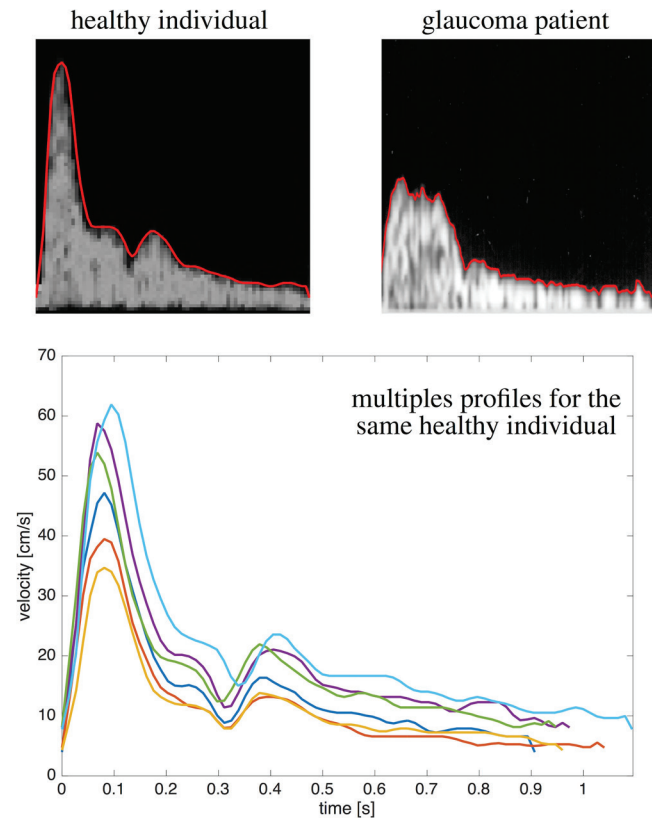 healthy individual
glaucoma patient
multiples profiles for the
same healthy individual
velocity [cm/s]
70
60
50
40
30
20
10
0
0 0.1 0.2 0.3 0.4 0.5 0.6 0.7 0.8 0.9 1
time [s]